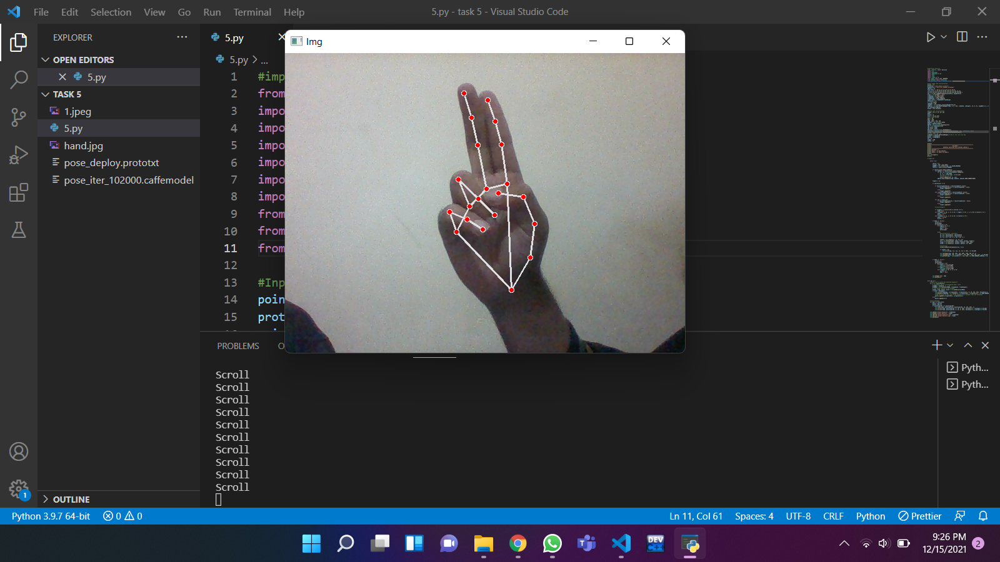 File Edit Selection View Go Run Terminal Help
5.py - task 5 - Visual Studio Code
EXPLORER
OPEN EDITORS
5.py
TASK 5
1.jpeg
5.py
hand.jpg
pose_deploy.prototxt
pose_iter_102000.caffemodel
OUTLINE
5.py
5.py > ...
1 #imp
2 from
3 impo
4 impo
5 impo
6 impo
7 impo
8 impo
9 from
10 from
11 from
12
13 #Inp
14 poin
15 prot
Img
PROBLEMS O
Scroll
Scroll
Scroll
Scroll
Scroll
Scroll
Scroll
Scroll
Scroll
Scroll
Pyth...
Pyth...
1
Python 3.9.7 64-bit 0 0
Ln 11, Col 61 Spaces: 4 UTF-8 CRLF Python Prettier
DEV
9:26 PM
12/15/2021
2